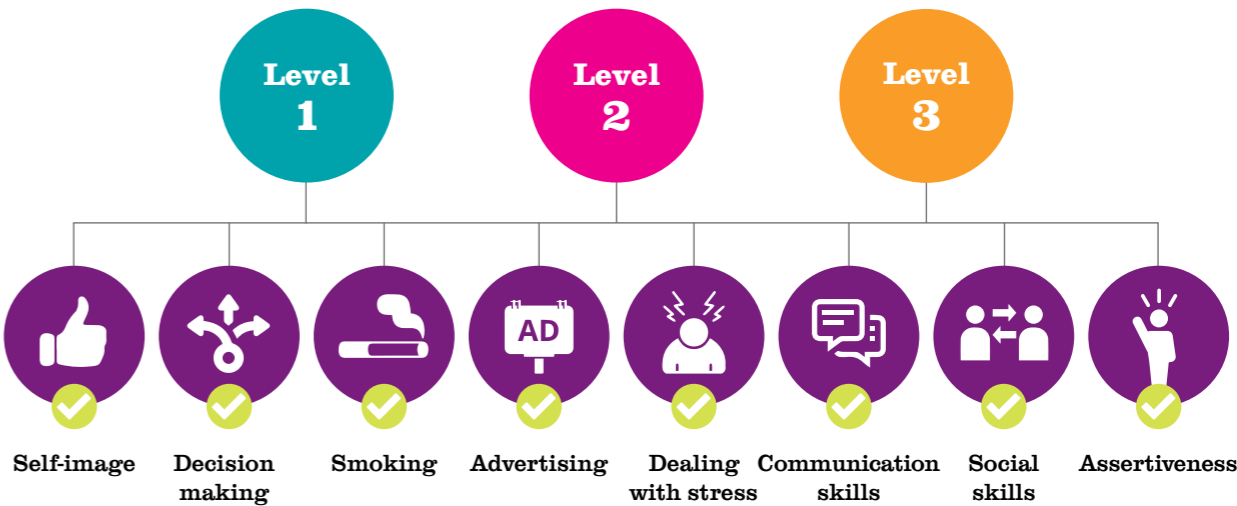 Level
1
Level
2
Level
3
AD
Self-image
Decision
making
Smoking
Advertising
Dealing
with stress
Communication
skills
Social
skills
Assertiveness